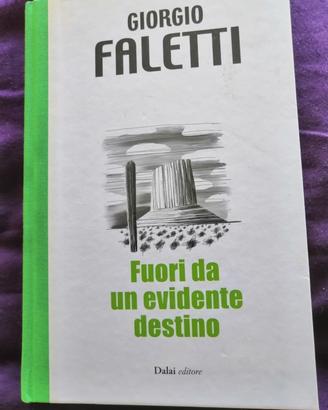 GIORGIO
FALETTI
Fuori da
un evidente
destino
Dalai editore